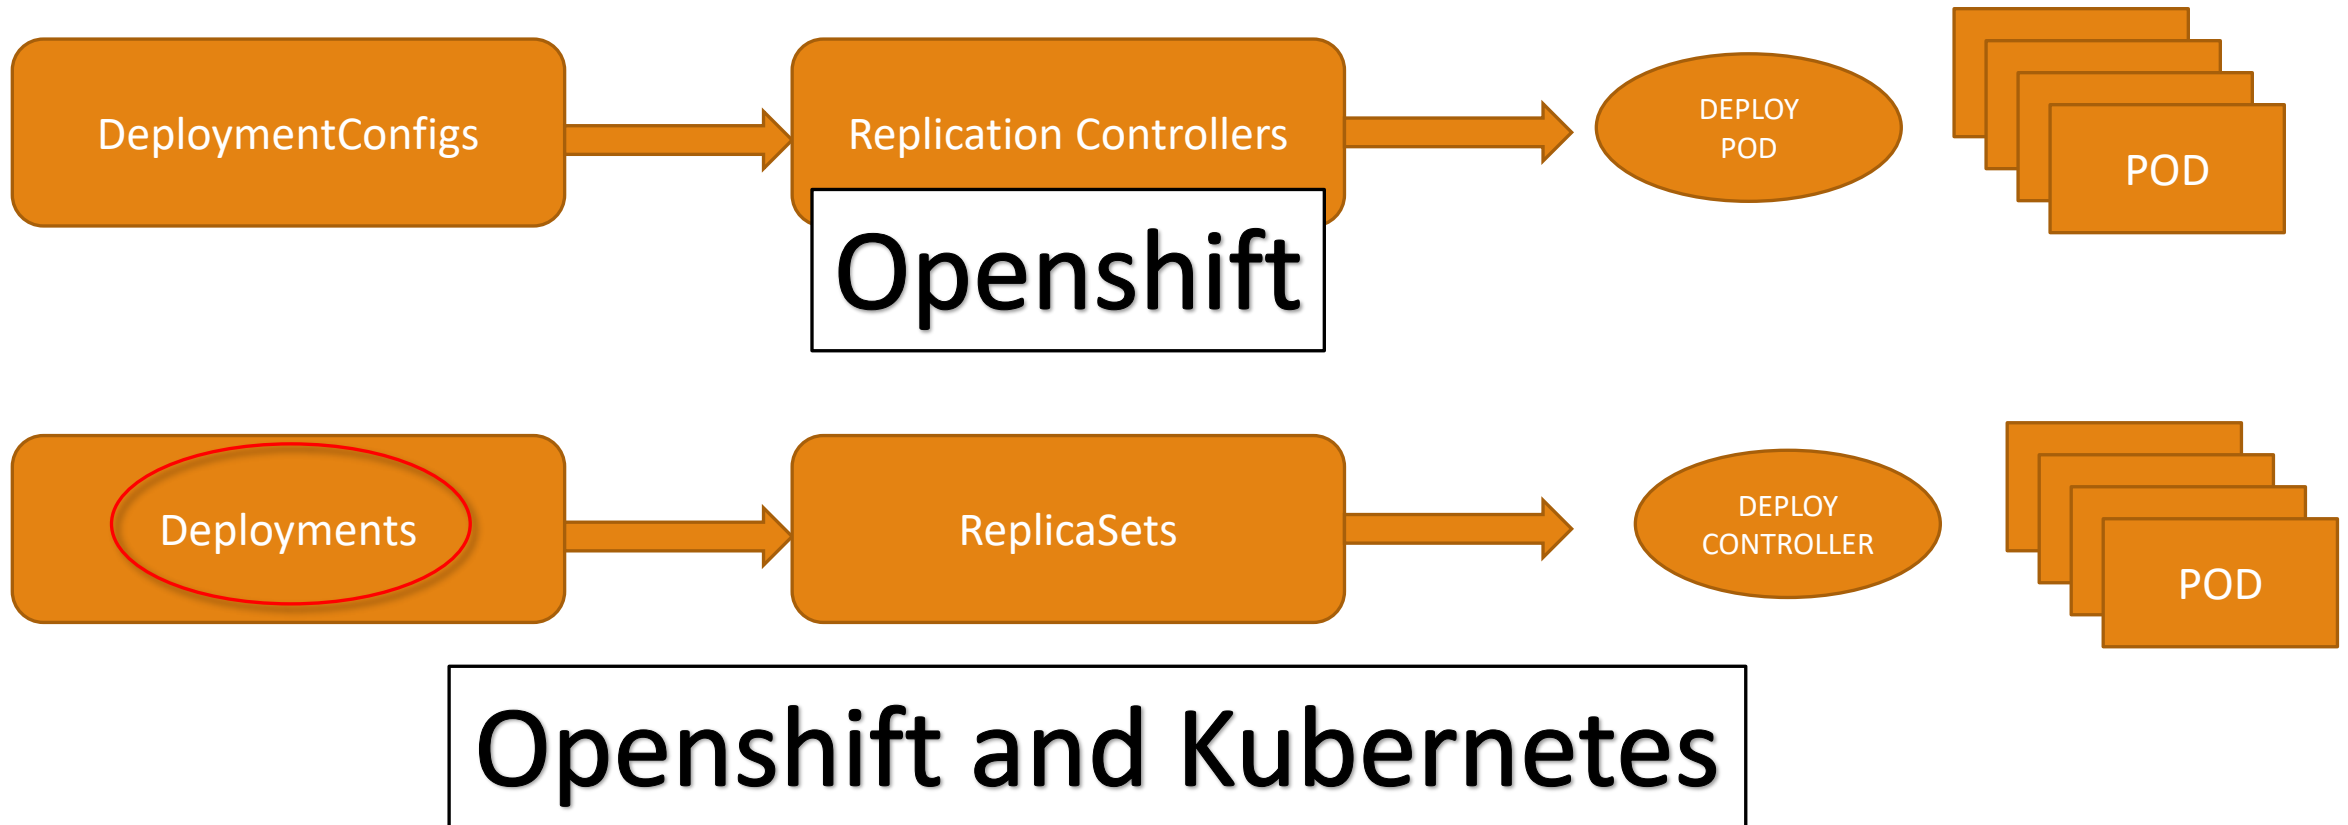 DeploymentConfigs
Replication Controllers
DEPLOY
POD
POD
Openshift
Deployments
ReplicaSets
DEPLOY
CONTROLLER
POD
Openshift and Kubernetes